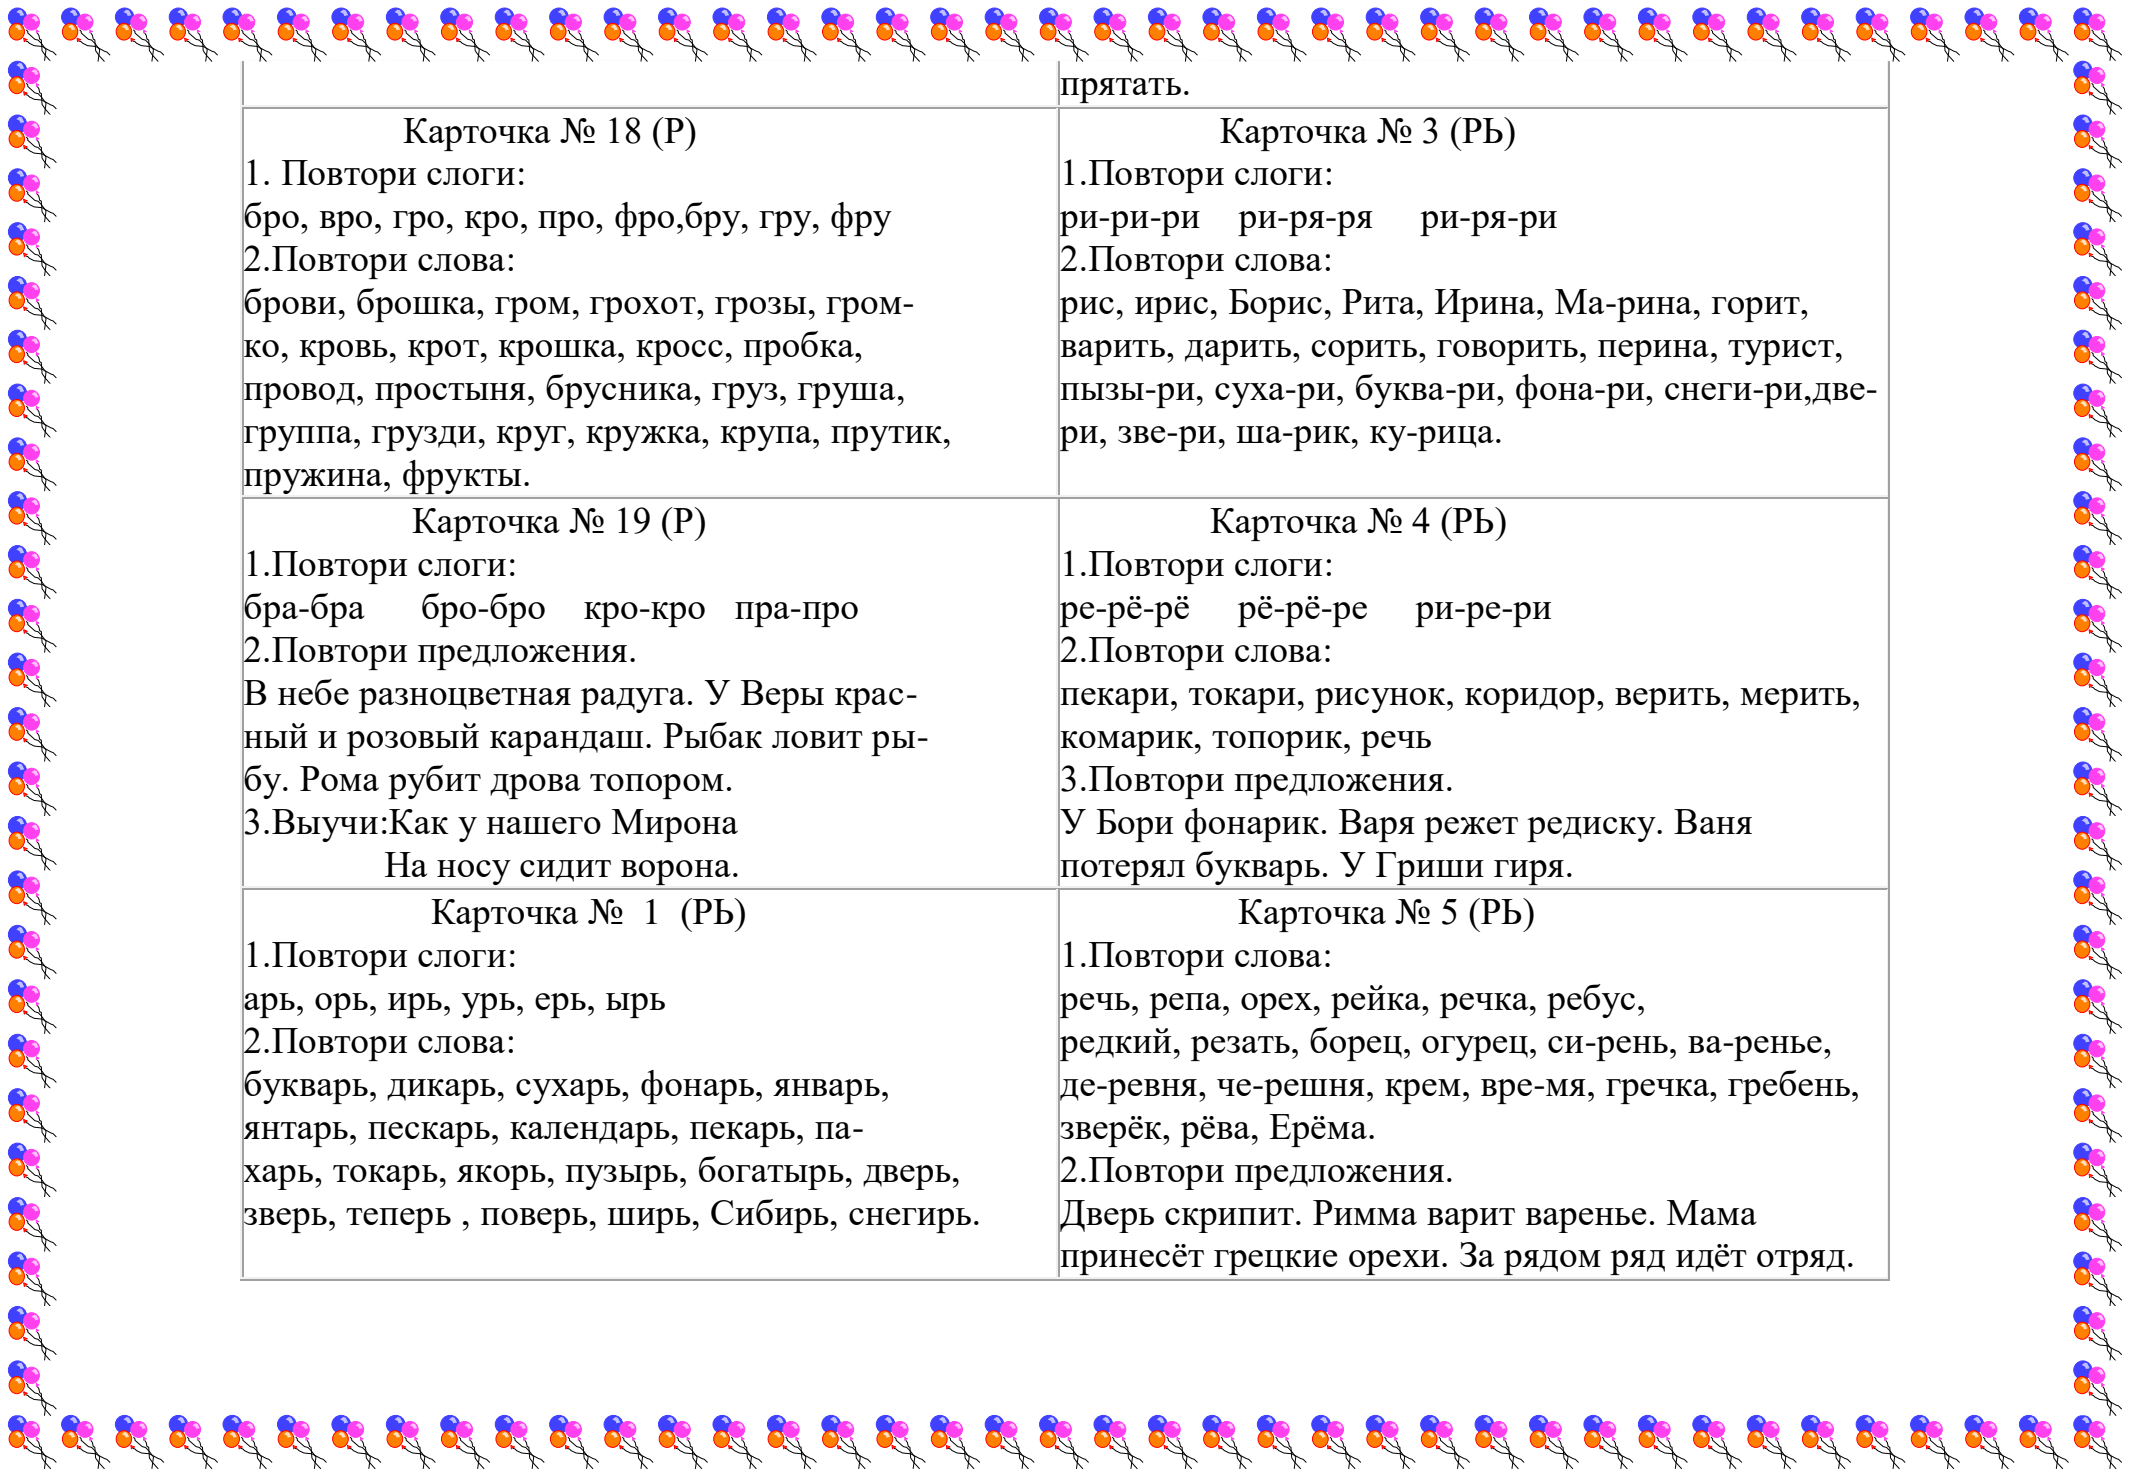 прятать.
Карточка № 18 (Р)
1. Повтори слоги:
бро, вро, гро, кро, про, фро,бру, гру, фру
2.Повтори слова:
брови, брошка, гром, грохот, грозы, гром-
ко, кровь, крот, крошка, кросс, пробка,
провод, простыня, брусника, груз, груша,
группа, грузди, круг, кружка, крупа, прутик,
пружина, фрукты.
Карточка № 3 (РЬ)
1.Повтори слоги:
ри-ри-ри ри-ря-ря ри-ря-ри
2.Повтори слова:
рис, ирис, Борис, Рита, Ирина, Ма-рина, горит,
варить, дарить, сорить, говорить, перина, турист,
пызы-ри, суха-ри, буква-ри, фона-ри, снеги-ри,две-
ри, зве-ри, ша-рик, ку-рица.
Карточка № 19 (Р)
1.Повтори слоги:
бра-бра бро-бро кро-кро пра-про
2.Повтори предложения.
В небе разноцветная радуга. У Веры крас-
ный и розовый карандаш. Рыбак ловит ры-
бу. Рома рубит дрова топором.
3.Выучи:Как у нашего Мирона
На носу сидит ворона.
Карточка № 4 (РЬ)
1.Повтори слоги:
ре-рё-рё рё-рё-ре ри-ре-ри
2.Повтори слова:
пекари, токари, рисунок, коридор, верить, мерить,
комарик, топорик, речь
3.Повтори предложения.
У Бори фонарик. Варя режет редиску. Ваня
потерял букварь. У Гриши гиря.
Карточка № 1 (РЬ)
1.Повтори слоги:
арь, орь, ирь, урь, ерь, ырь
2.Повтори слова:
букварь, дикарь, сухарь, фонарь, январь,
янтарь, пескарь, календарь, пекарь, па-
харь, токарь, якорь, пузырь, богатырь, дверь,
зверь, теперь , поверь, ширь, Сибирь, снегирь.
Карточка № 5 (РЬ)
1.Повтори слова:
речь, репа, орех, рейка, речка, ребус,
редкий, резать, борец, огурец, си-рень, ва-ренье,
де-ревня, че-решня, крем, вре-мя, гречка, гребень,
зверёк, рёва, Ерёма.
2.Повтори предложения.
Дверь скрипит. Римма варит варенье. Мама
принесёт грецкие орехи. За рядом ряд идёт отряд.